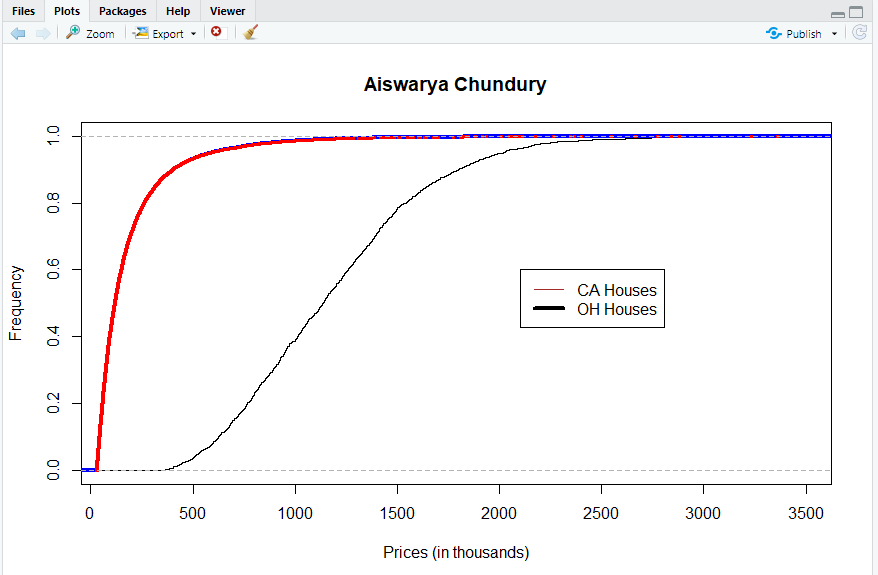 Files Plots Packages Help Viewer
Zoom Export Publish
Aiswarya Chundury
1.0
0.8
0.6
0.4
0.2
0.0
Frequency
CA Houses
OH Houses
0 500 1000 1500 2000 2500 3000 3500
Prices (in thousands)